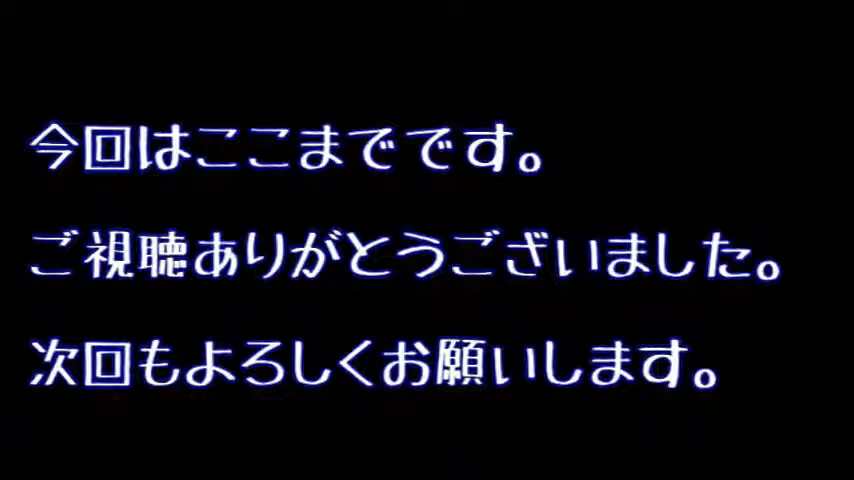 今回はここまでです。
ご視聴ありがとうございました。
次回もよろしくお願いします。